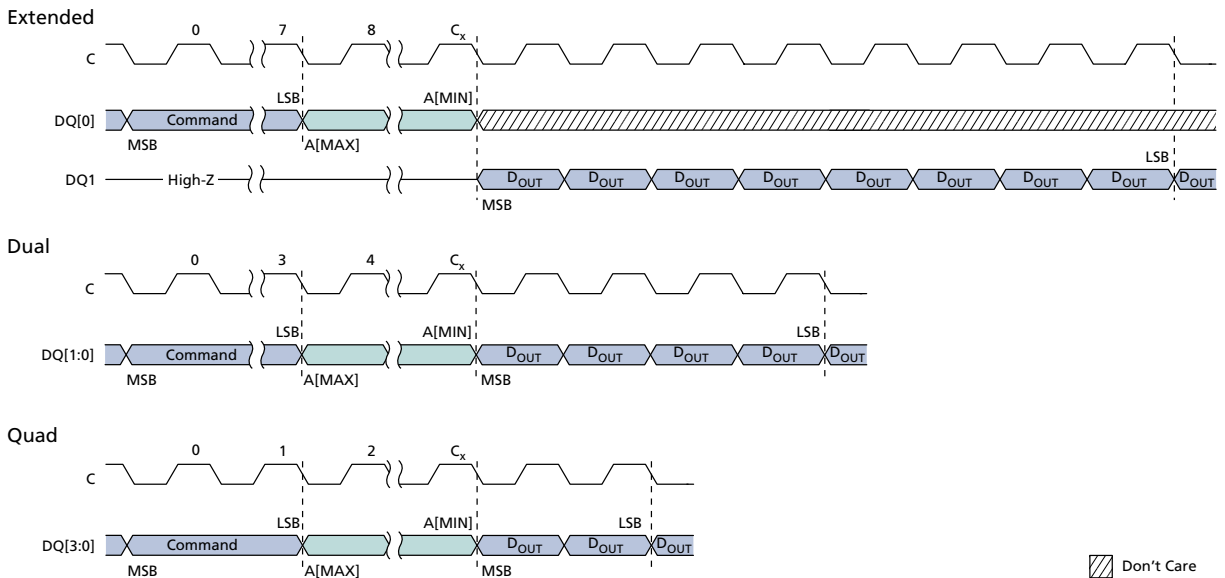 Extended
0 7 8 Cx
C
LSB A[MIN]
DQ[0] Command
MSB A[MAX]
LSB
DQ1 High-Z DOUT DOUT DOUT DOUT DOUT DOUT DOUT DOUT DOUT
MSB
Dual
0 3 4 Cx
C
LSB A[MIN] LSB
DQ[1:0] Command DOUT DOUT DOUT DOUT DOUT
MSB A[MAX] MSB
Quad
0 1 2 Cx
C
LSB A[MIN] LSB
DQ[3:0] Command DOUT DOUT DOUT
MSB A[MAX] MSB
Don't Care